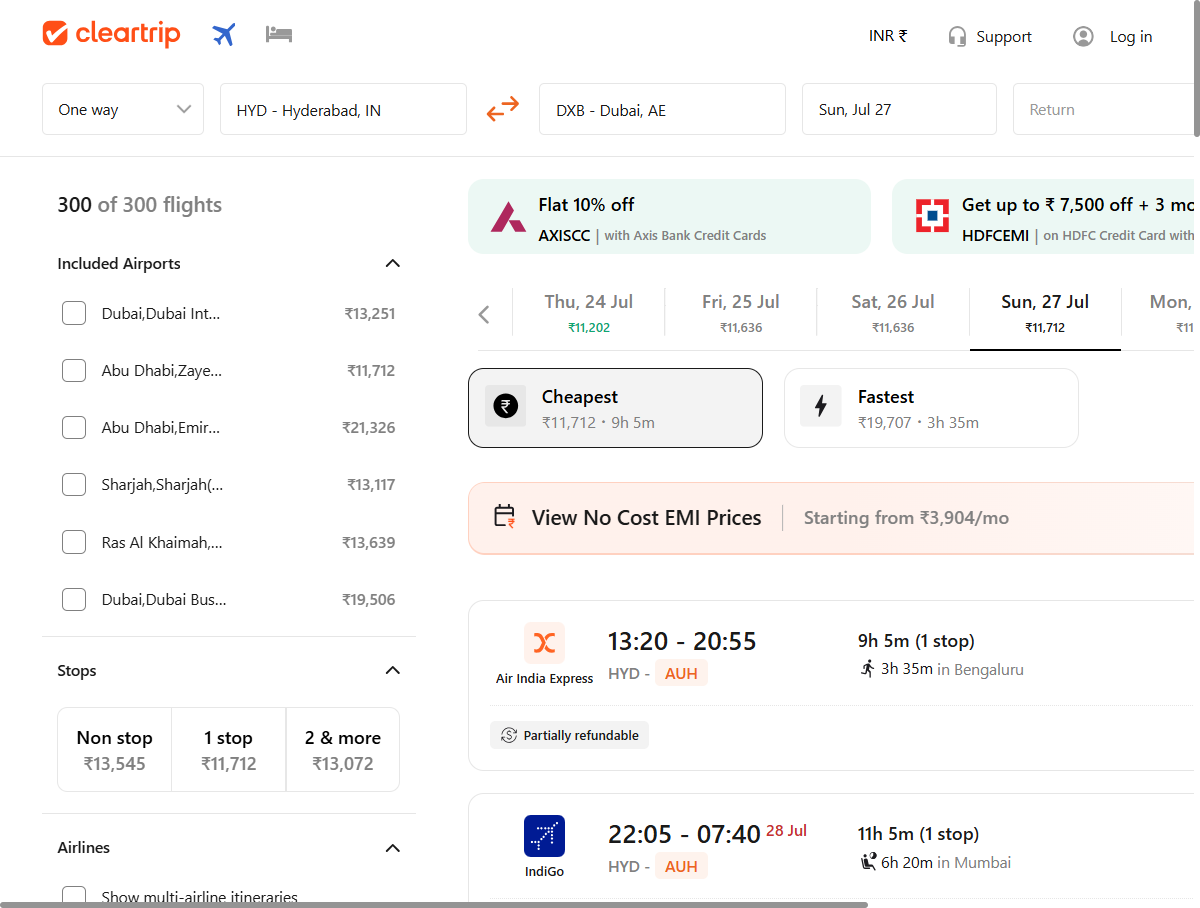 cleartrip
INR ₹
Support
Log in
One way
HYD - Hyderabad, IN
DXB - Dubai, AE
Sun, Jul 27
Return
300 of 300 flights
Included Airports
Dubai,Dubai Int... ₹13,251
Abu Dhabi,Zaye... ₹11,712
Abu Dhabi,Emir... ₹21,326
Sharjah,Sharjah(... ₹13,117
Ras Al Khaimah,... ₹13,639
Dubai,Dubai Bus... ₹19,506
Stops
Non stop
₹13,545
1 stop
₹11,712
2 & more
₹13,072
Airlines
Show multi-airline itineraries
Flat 10% off
AXISCC | with Axis Bank Credit Cards
Get up to ₹ 7,500 off + 3 mo
HDFCEMI | on HDFC Credit Card with
Thu, 24 Jul
₹11,202
Fri, 25 Jul
₹11,636
Sat, 26 Jul
₹11,636
Sun, 27 Jul
₹11,712
Mon,
₹11
Cheapest
₹11,712 • 9h 5m
Fastest
₹19,707 • 3h 35m
View No Cost EMI Prices
Starting from ₹3,904/mo
Air India Express
13:20 - 20:55
HYD - AUH
9h 5m (1 stop)
3h 35m in Bengaluru
Partially refundable
IndiGo
22:05 - 07:40 28 Jul
HYD - AUH
11h 5m (1 stop)
6h 20m in Mumbai